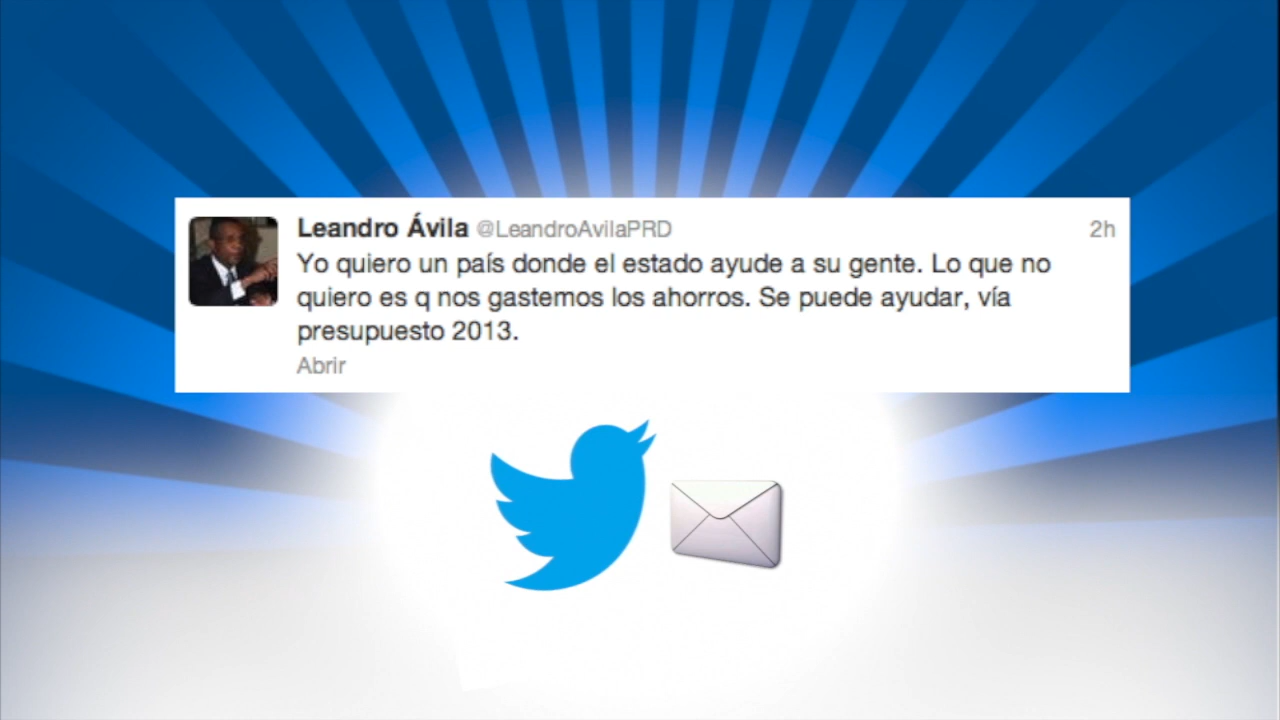 Leandro Ávila @LeandroAvilaPRD 2h
Yo quiero un país donde el estado ayude a su gente. Lo que no
quiero es q nos gastemos los ahorros. Se puede ayudar, vía
presupuesto 2013.
Abrir